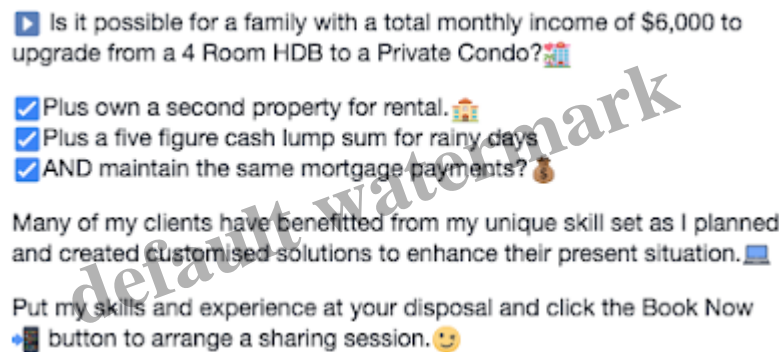 ▶️ Is it possible for a family with a total monthly income of $6,000 to
upgrade from a 4 Room HDB to a Private Condo?🏩
☑️Plus own a second property for rental.🏨
☑️Plus a five figure cash lump sum for rainy days
☑️AND maintain the same mortgage payments?💰
Many of my clients have benefitted from my unique skill set as I planned
and created customised solutions to enhance their present situation.💻
Put my skills and experience at your disposal and click the Book Now
📲 button to arrange a sharing session.😉
default watermark